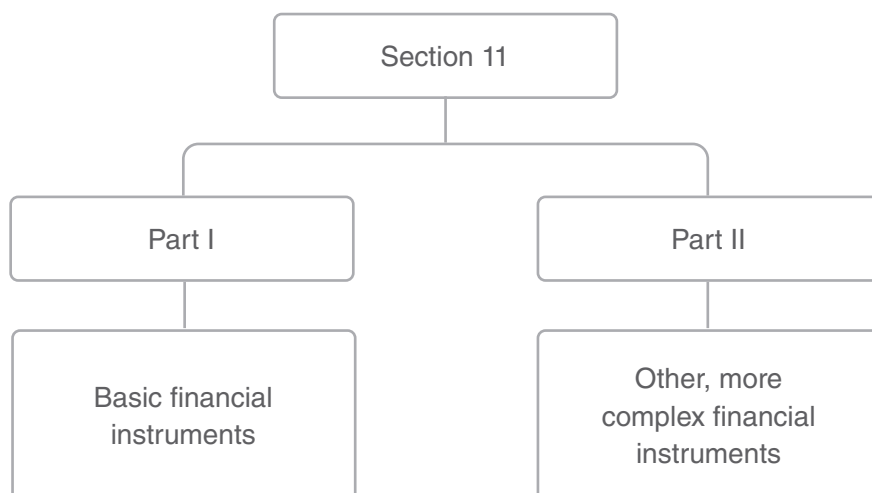 Section 11
Part I
Part II
Basic financial
instruments
Other, more
complex financial
instruments